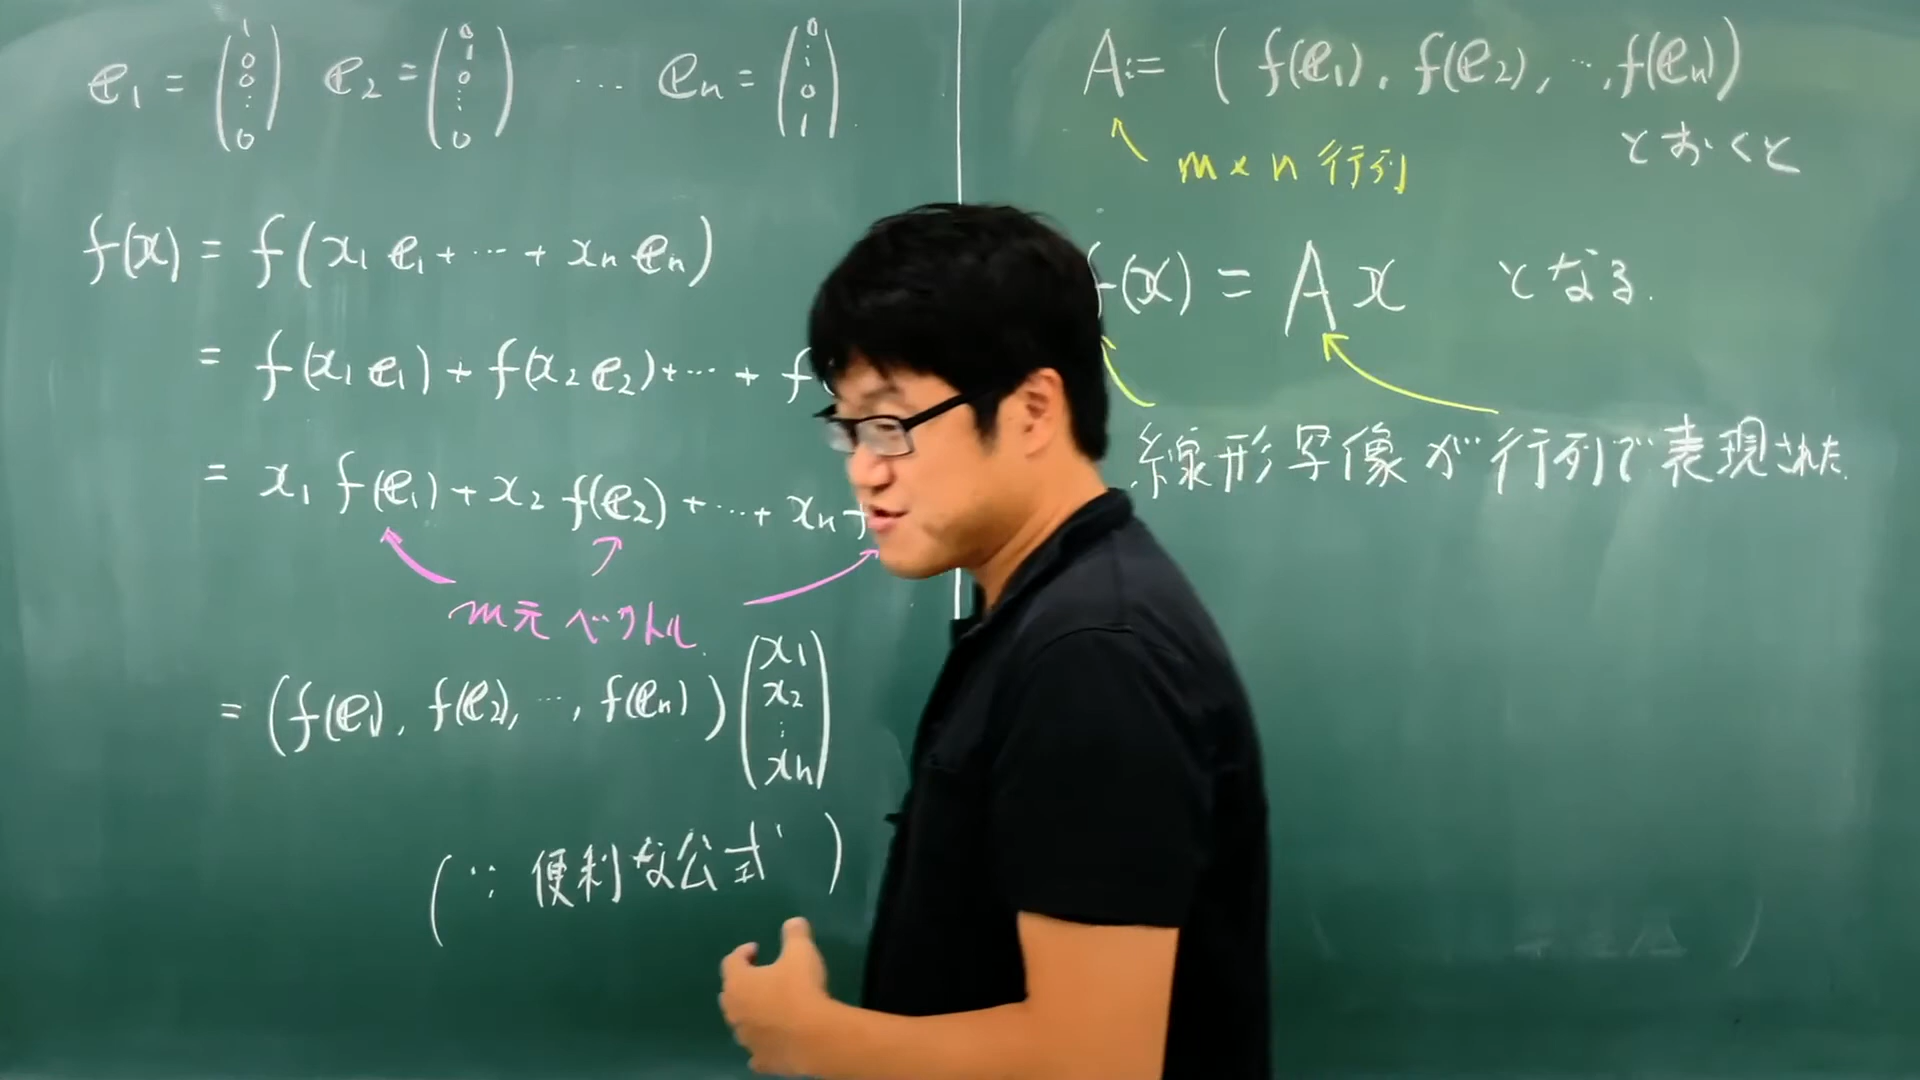 e₁ = (1 0 0 ⋮ 0) e₂ = (0 1 0 ⋮ 0) ⋯ eₙ = (0 ⋮ 0 1)
f(x) = f(x₁e₁ + ⋯ + xₙeₙ)
= f(x₁e₁) + f(x₂e₂) + ⋯ + f
= x₁f(e₁) + x₂f(e₂) + ⋯ + xₙf
m元ベクトル
= (f(e₁), f(e₂), ⋯, f(eₙ)) (x₁ x₂ ⋮ xₙ)
(∵ 便利な公式)
A := (f(e₁), f(e₂), ⋯, f(eₙ))
とおくと
m×n行列
f(x) = Ax となる.
線形写像が行列で表現された.